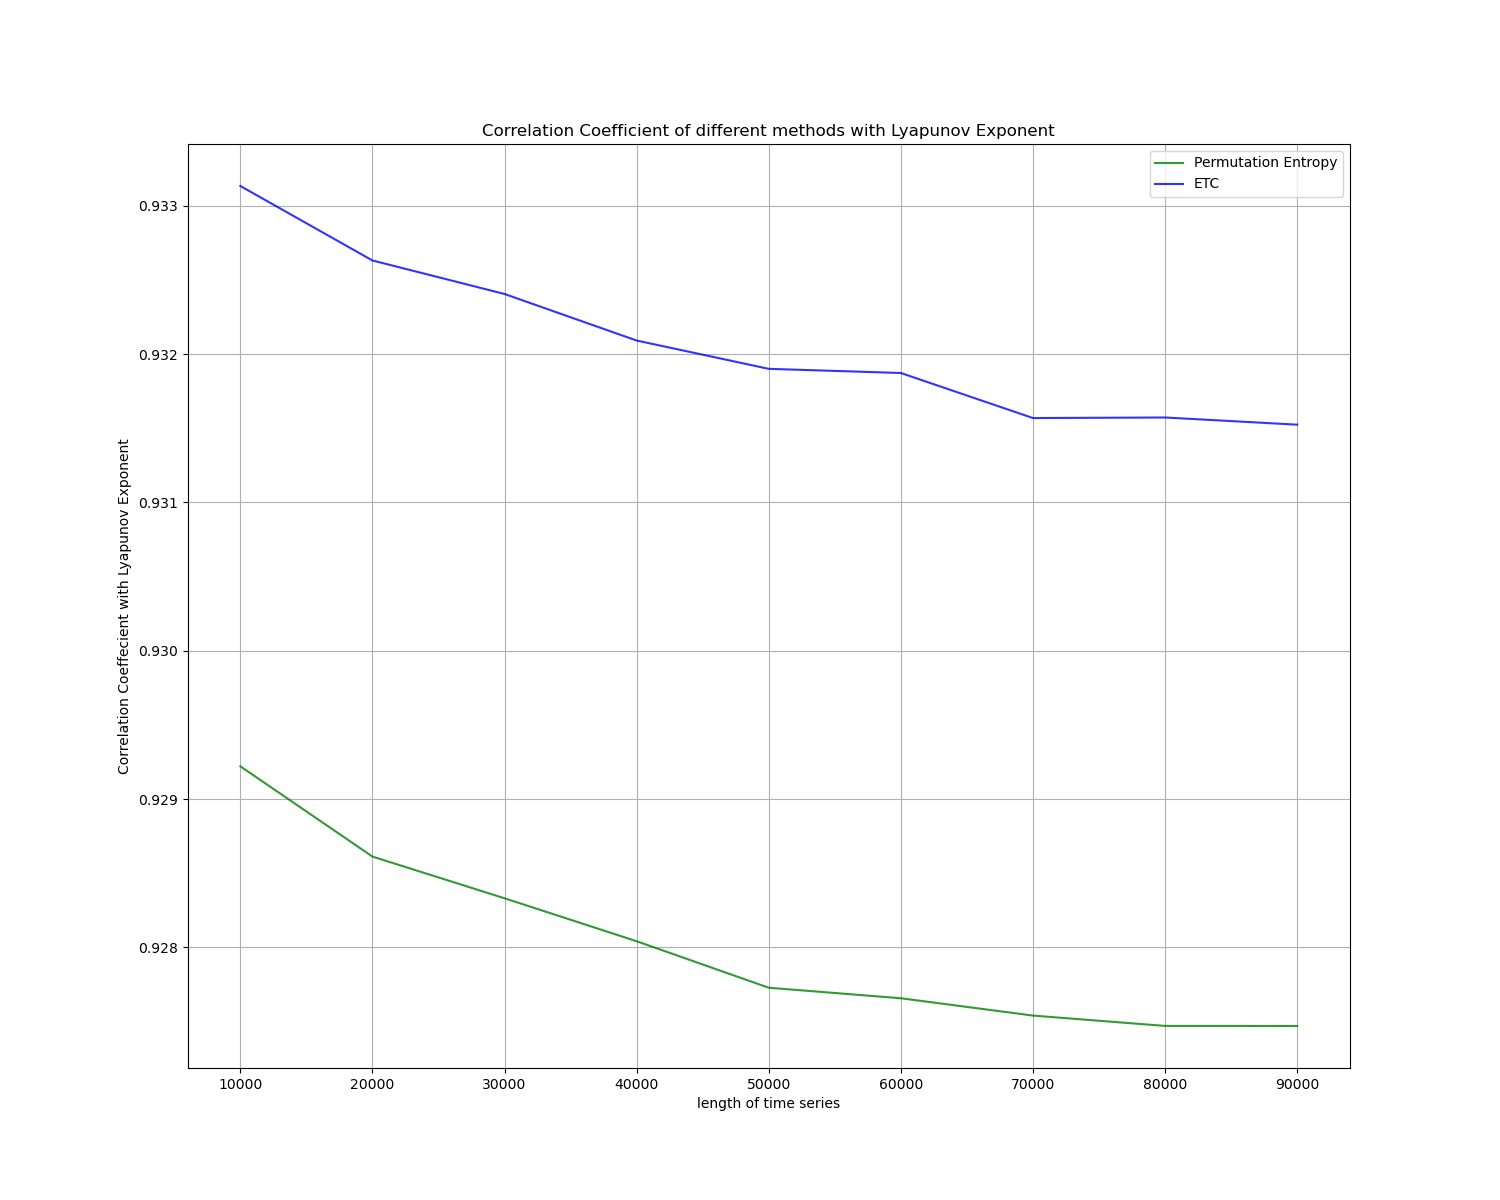 Correlation Coefficient of different methods with Lyapunov Exponent
Permutation Entropy
ETC
Correlation Coeffecient with Lyapunov Exponent
0.933
0.932
0.931
0.930
0.929
0.928
10000 20000 30000 40000 50000 60000 70000 80000 90000
length of time series